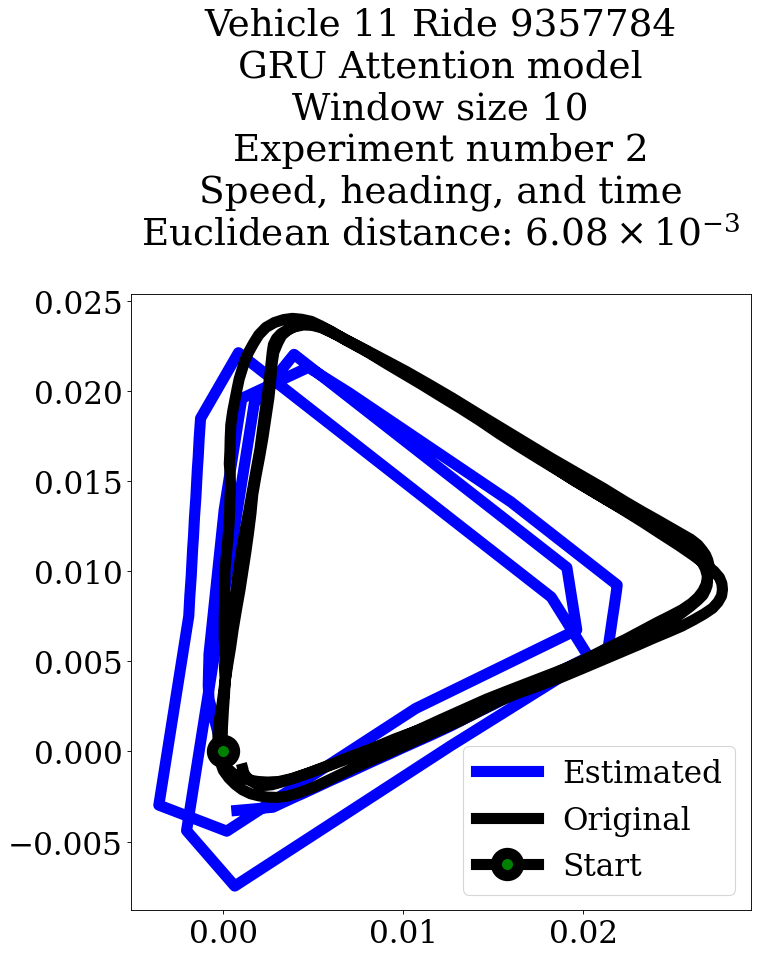 Vehicle 11 Ride 9357784
GRU Attention model
Window size 10
Experiment number 2
Speed, heading, and time
Euclidean distance: 6.08 × 10⁻³
0.025
0.020
0.015
0.010
0.005
0.000
−0.005
Estimated
Original
Start
0.00 0.01 0.02